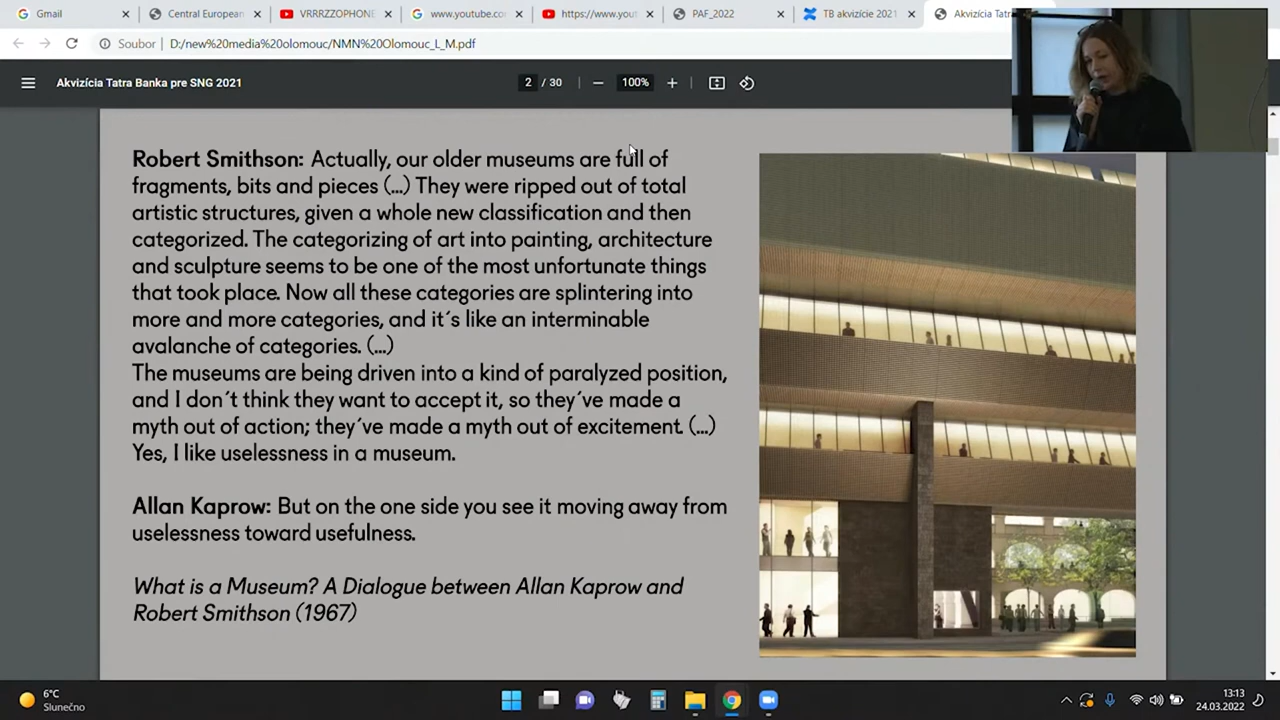 Gmail
Central European
VRRRZZOPHONE
www.youtube.co
https://www.yout
PAF_2022
TB akvizície 2021
Akvizícia Tatra
Soubor
D:/new%20media%20olomouc/NMN%20Olomouc_L_M.pdf
Akvizícia Tatra Banka pre SNG 2021
2 / 30
100%
Robert Smithson: Actually, our older museums are full of
fragments, bits and pieces (...) They were ripped out of total
artistic structures, given a whole new classification and then
categorized. The categorizing of art into painting, architecture
and sculpture seems to be one of the most unfortunate things
that took place. Now all these categories are splintering into
more and more categories, and it´s like an interminable
avalanche of categories. (...)
The museums are being driven into a kind of paralyzed position,
and I don´t think they want to accept it, so they´ve made a
myth out of action; they´ve made a myth out of excitement. (...)
Yes, I like uselessness in a museum.
Allan Kaprow: But on the one side you see it moving away from
uselessness toward usefulness.
What is a Museum? A Dialogue between Allan Kaprow and
Robert Smithson (1967)
6°C
Slunečno
13:13
24.03.2022